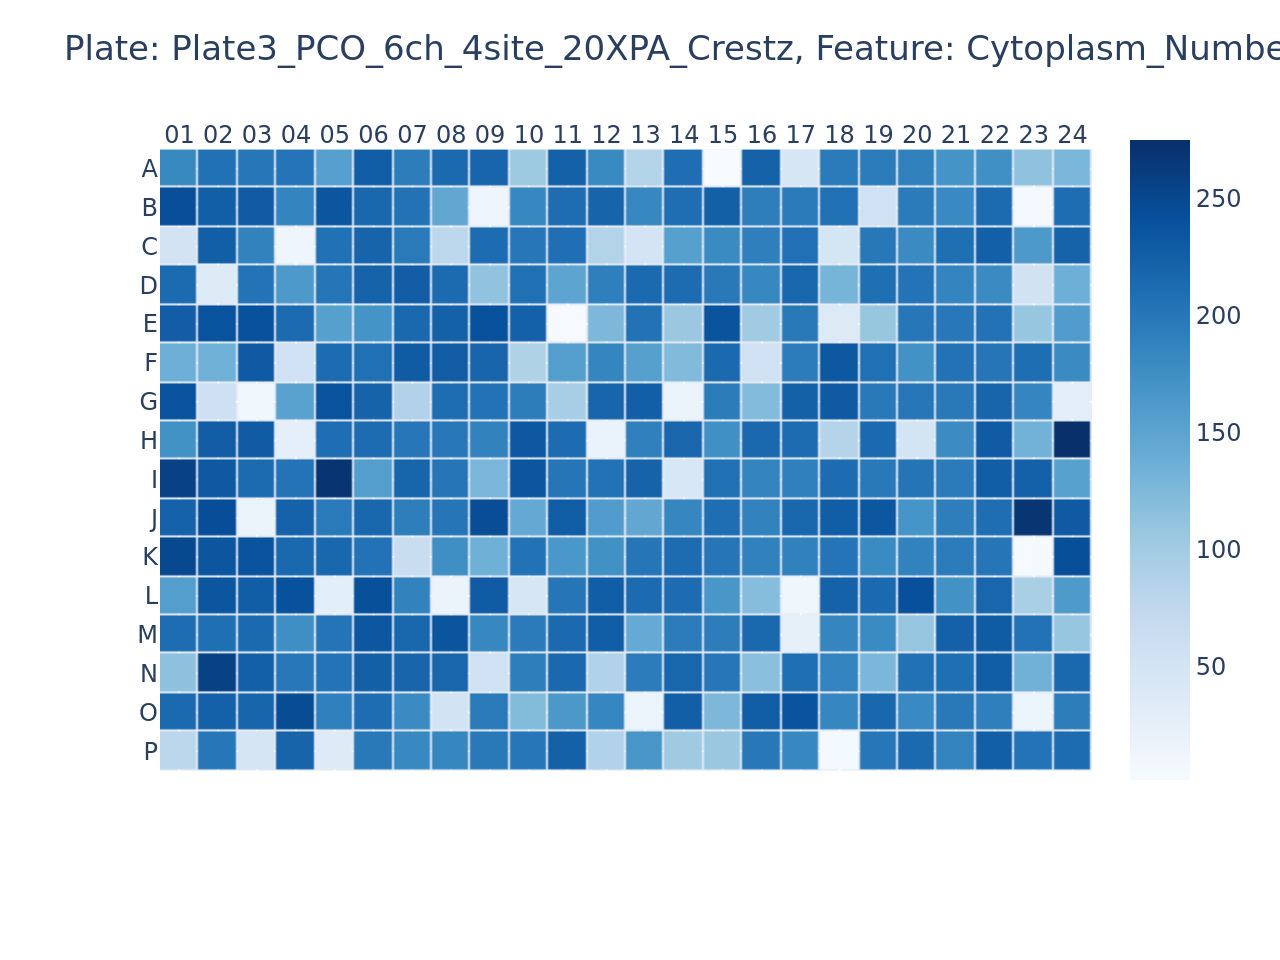 Plate: Plate3_PCO_6ch_4site_20XPA_Crestz, Feature: Cytoplasm_Numbe
01 02 03 04 05 06 07 08 09 10 11 12 13 14 15 16 17 18 19 20 21 22 23 24
A
B
C
D
E
F
G
H
I
J
K
L
M
N
O
P
250
200
150
100
50